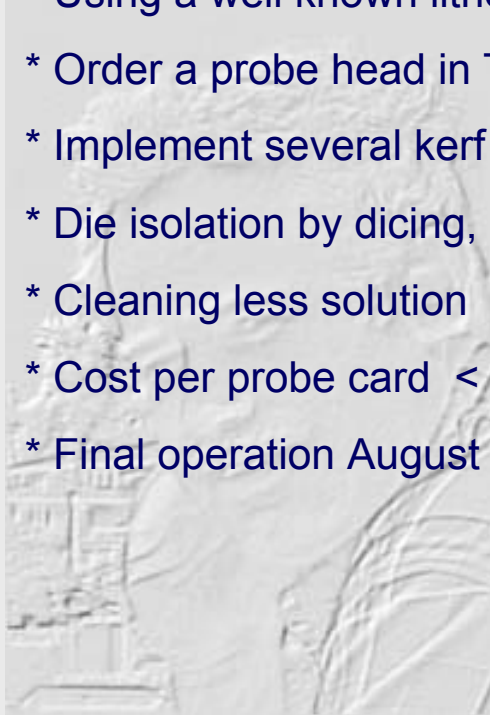 * Using a well known litho
* Order a probe head in T
* Implement several kerf
* Die isolation by dicing,
* Cleaning less solution
* Cost per probe card <
* Final operation August